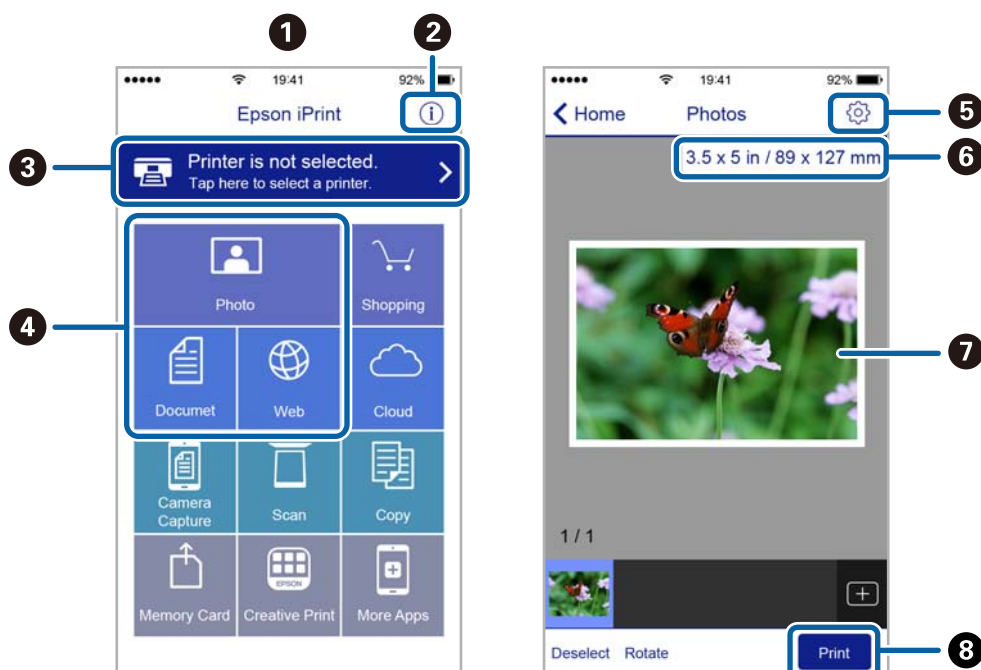 1
2
19:41 92%
Epson iPrint
3
Printer is not selected.
Tap here to select a printer.
4
Photo
Shopping
Documet
Web
Cloud
Camera
Capture
Scan
Copy
Memory Card
EPSON
Creative Print
More Apps
19:41 92%
Home
Photos
5
3.5 x 5 in / 89 x 127 mm
6
7
1 / 1
Deselect Rotate
Print
8